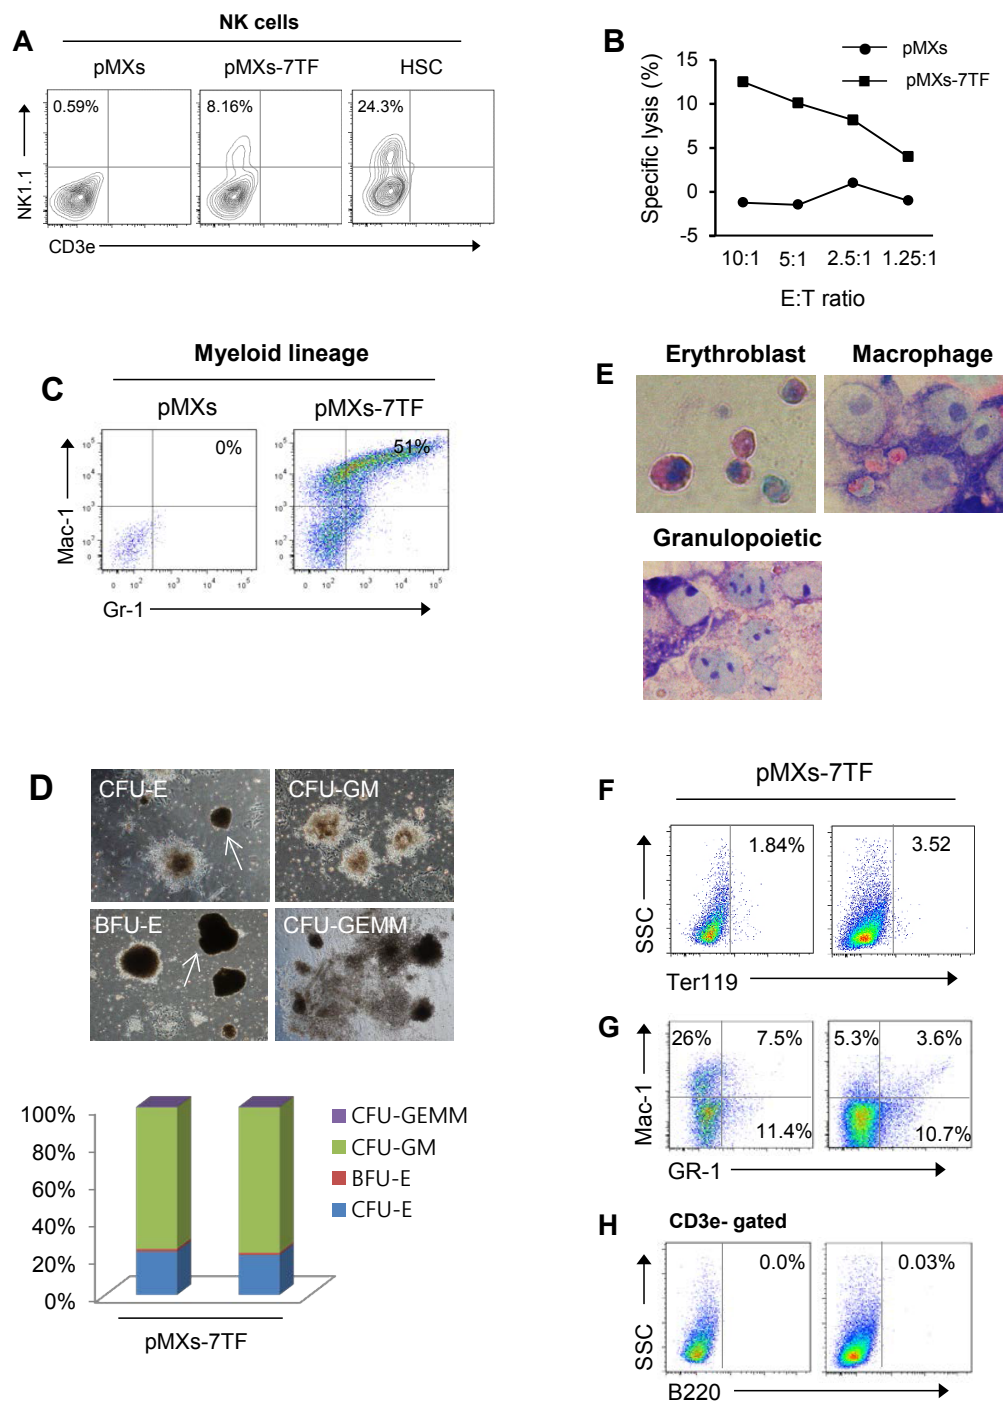 A
NK cells
pMXs pMXs-7TF HSC
0.59% 8.16% 24.3%
NK1.1
CD3e
B
pMXs
pMXs-7TF
Specific lysis (%)
15
10
5
0
-5
10:1 5:1 2.5:1 1.25:1
E:T ratio
C
Myeloid lineage
pMXs pMXs-7TF
0% 51%
Mac-1
Gr-1
D
CFU-E CFU-GM
BFU-E CFU-GEMM
100%
80%
60%
40%
20%
0%
CFU-GEMM
CFU-GM
BFU-E
CFU-E
pMXs-7TF
E
Erythroblast Macrophage
Granulopoietic
F
pMXs-7TF
1.84% 3.52
SSC
Ter119
G
26% 7.5% 5.3% 3.6%
11.4% 10.7%
Mac-1
GR-1
H
CD3e- gated
0.0% 0.03%
SSC
B220